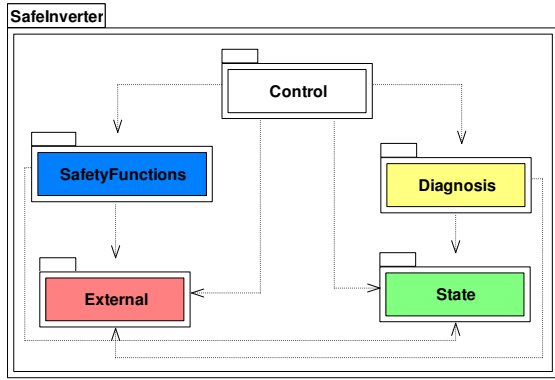 SafeInverter
Control
SafetyFunctions
Diagnosis
External
State